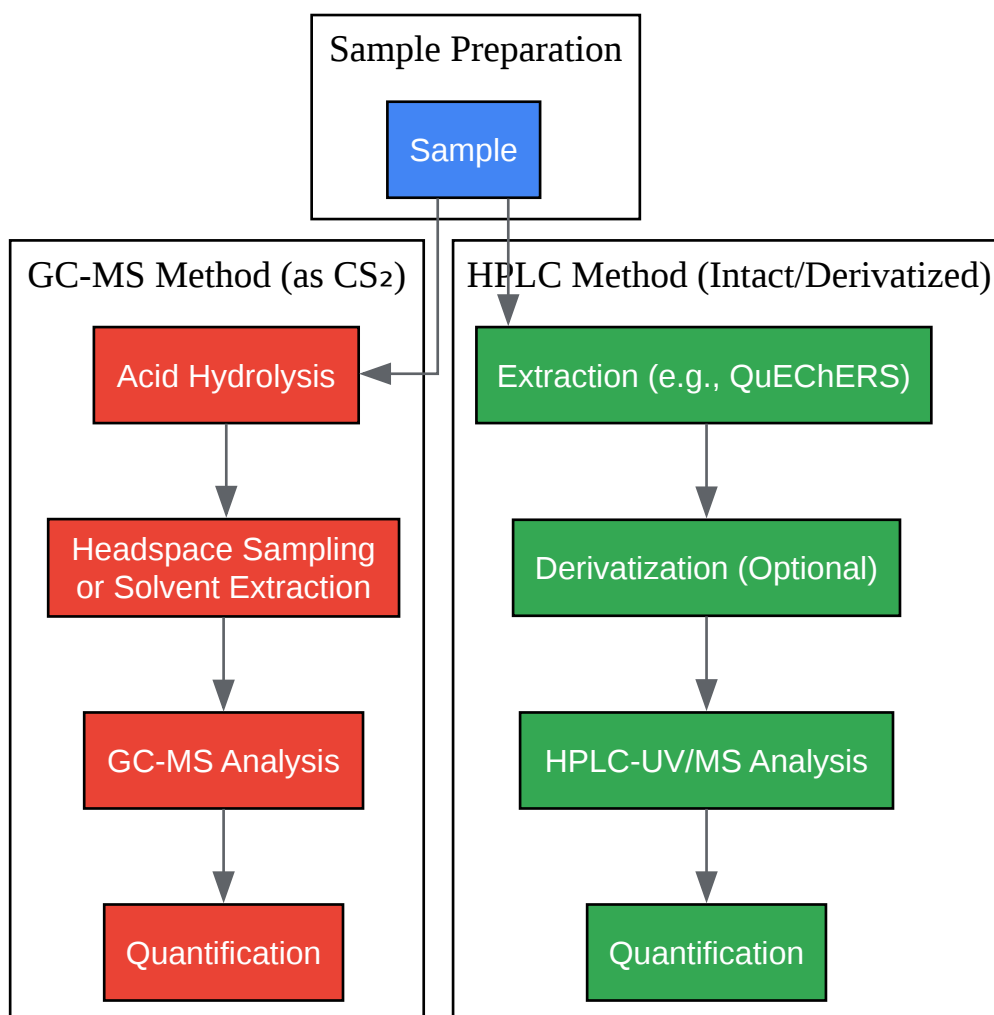 Sample Preparation
Sample
GC-MS Method (as CS₂)
Acid Hydrolysis
Headspace Sampling
or Solvent Extraction
GC-MS Analysis
Quantification
HPLC Method (Intact/Derivatized)
Extraction (e.g., QuEChERS)
Derivatization (Optional)
HPLC-UV/MS Analysis
Quantification